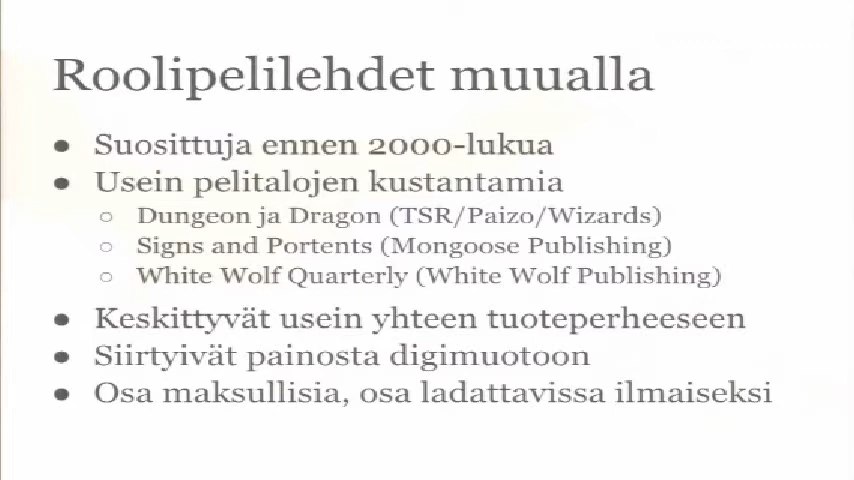 Roolipelilehdet muualla
● Suosittuja ennen 2000-lukua
● Usein pelitalojen kustantamia
○ Dungeon ja Dragon (TSR/Paizo/Wizards)
○ Signs and Portents (Mongoose Publishing)
○ White Wolf Quarterly (White Wolf Publishing)
● Keskittyvät usein yhteen tuoteperheeseen
● Siirtyivät painosta digimuotoon
● Osa maksullisia, osa ladattavissa ilmaiseksi